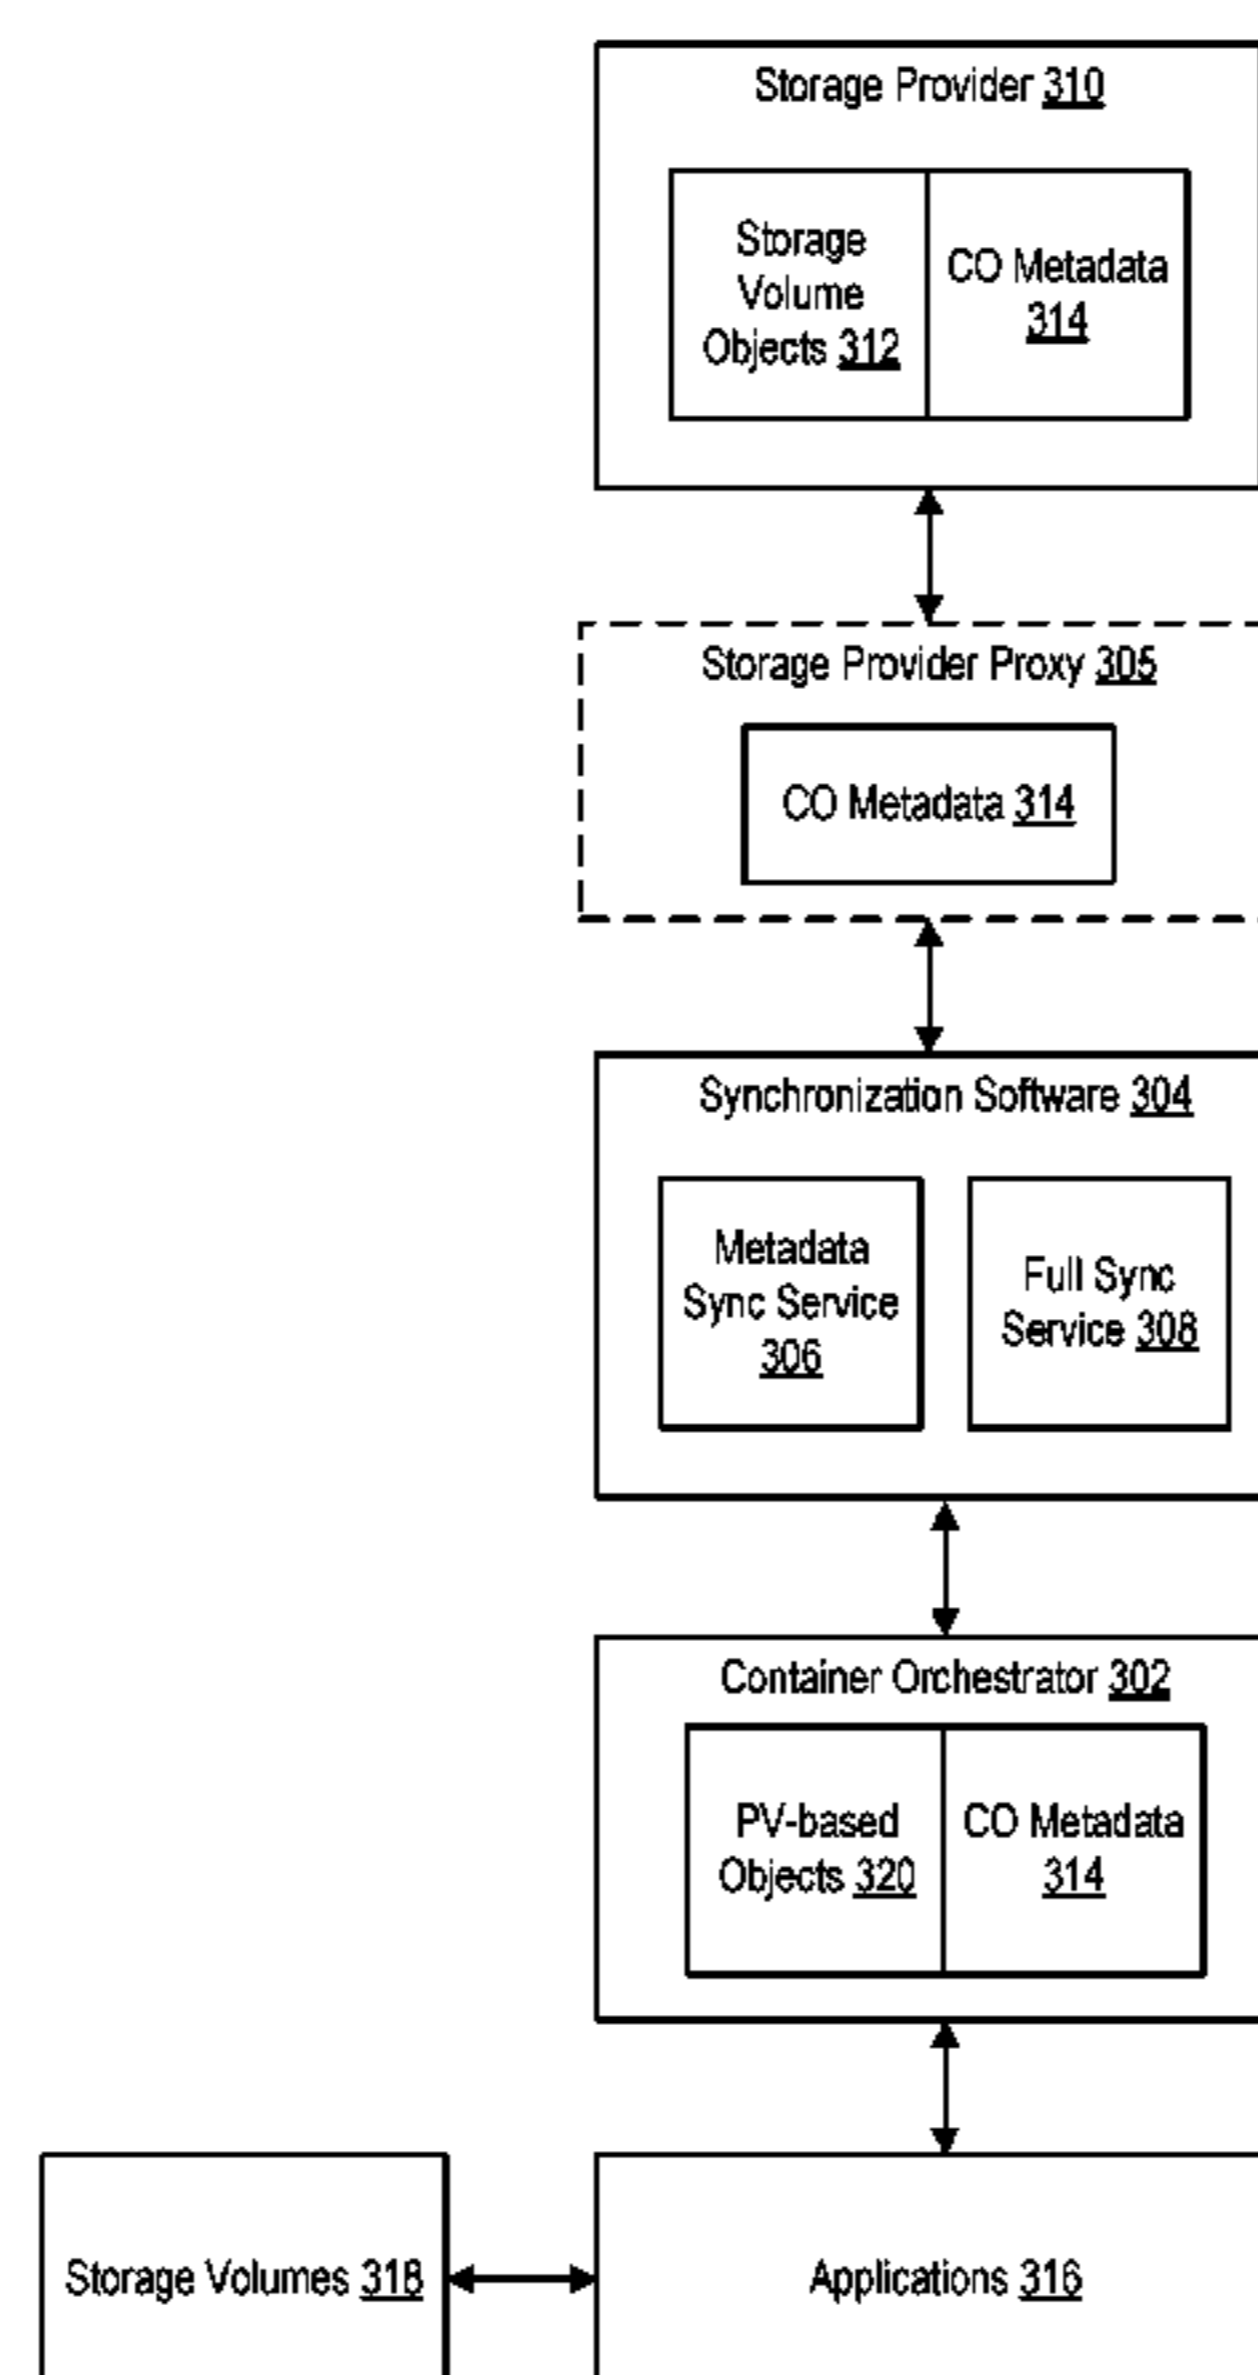 Storage Provider 310
Storage
Volume
Objects 312
CO Metadata
314
Storage Provider Proxy 305
CO Metadata 314
Synchronization Software 304
Metadata
Sync Service
306
Full Sync
Service 308
Container Orchestrator 302
PV-based
Objects 320
CO Metadata
314
Storage Volumes 318
Applications 316